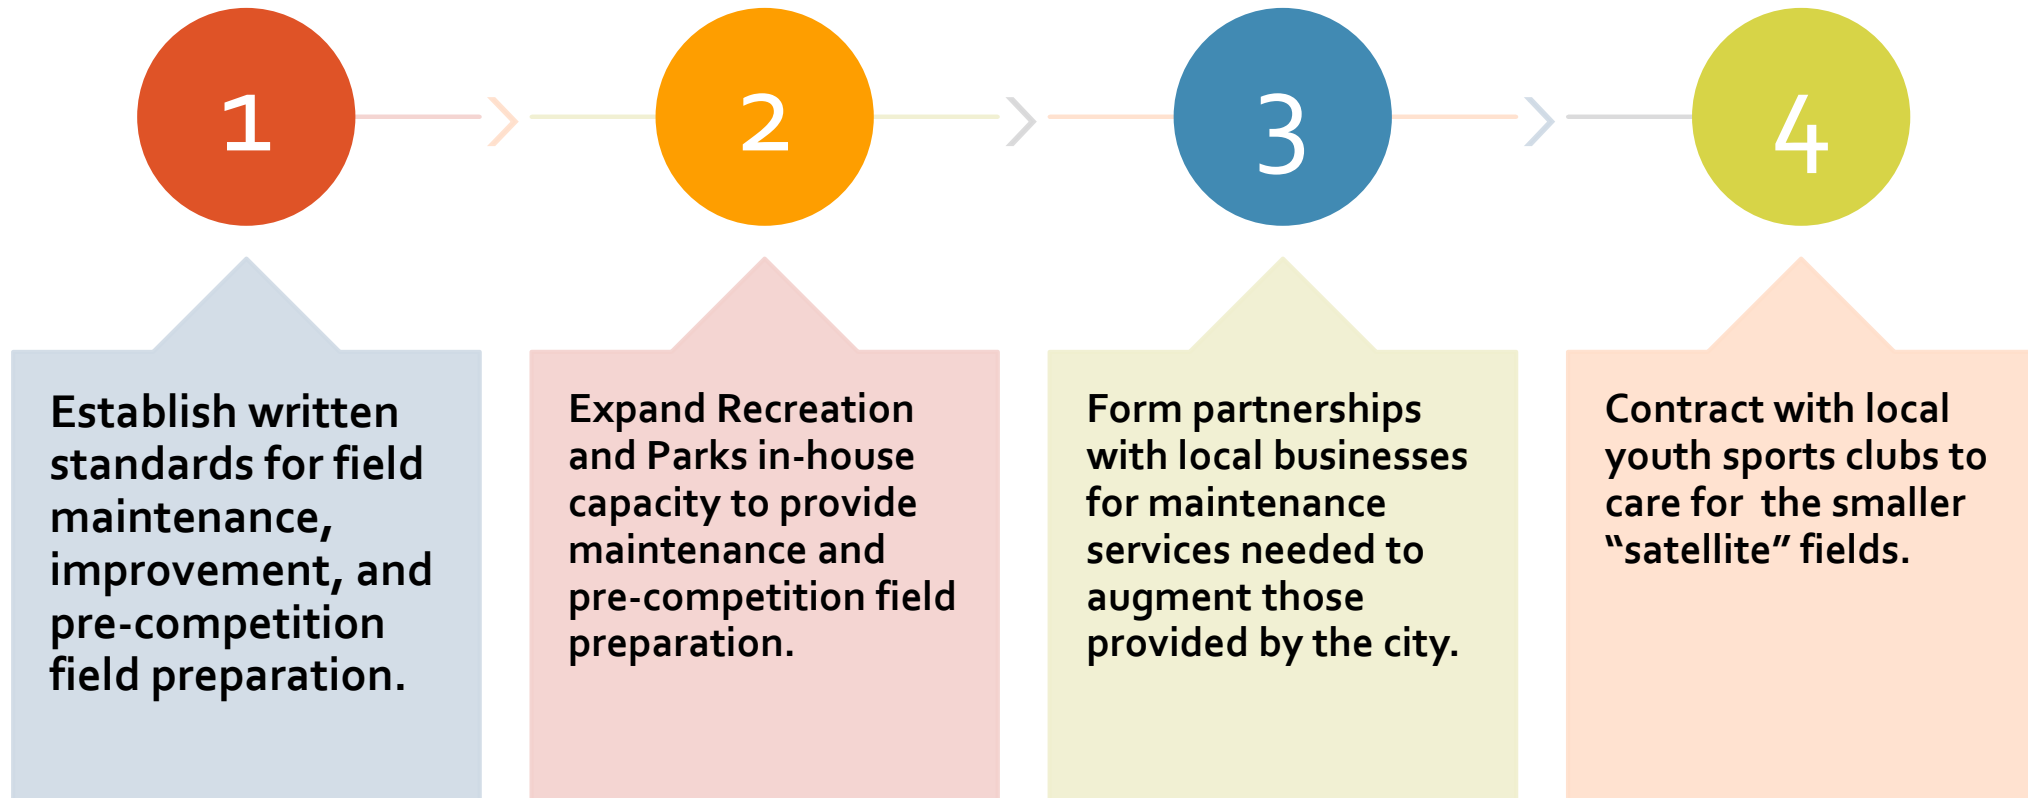 1
2
3
4
Establish written
standards for field
maintenance,
improvement, and
pre-competition
field preparation.
Expand Recreation
and Parks in-house
capacity to provide
maintenance and
pre-competition field
preparation.
Form partnerships
with local businesses
for maintenance
services needed to
augment those
provided by the city.
Contract with local
youth sports clubs to
care for  the smaller
“satellite” fields.